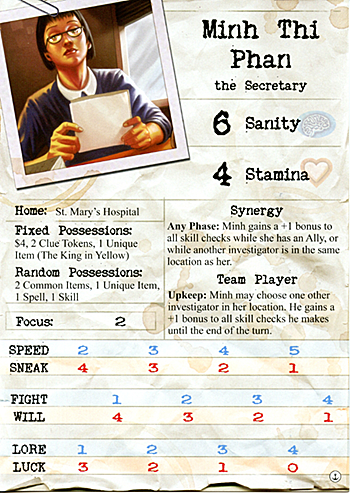 Minh Thi
Phan
the Secretary
6 Sanity
4 Stamina
Home: St. Mary's Hospital
Fixed Possessions:
$4, 2 Clue Tokens, 1 Unique
Item (The King in Yellow)
Random Possessions:
2 Common Items, 1 Unique Item,
1 Spell, 1 Skill
Focus: 2
Synergy
Any Phase: Minh gains a +1 bonus to
all skill checks while she has an Ally, or
while another investigator is in the same
location as her.
Team Player
Upkeep: Minh may choose one other
investigator in her location. He gains a
+1 bonus to all skill checks he makes
until the end of the turn.
SPEED 2 3 4 5
SNEAK 4 3 2 1
FIGHT 1 2 3 4
WILL 4 3 2 1
LORE 1 2 3 4
LUCK 3 2 1 0